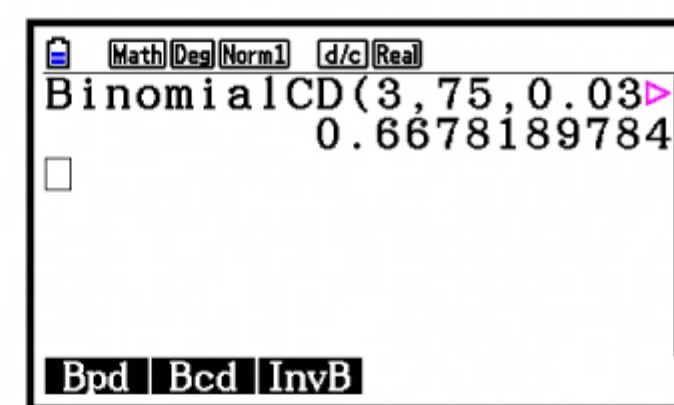 Math Deg Norm1 d/c Real
BinomialCD(3,75,0.03
0.6678189784
Bpd Bcd InvB